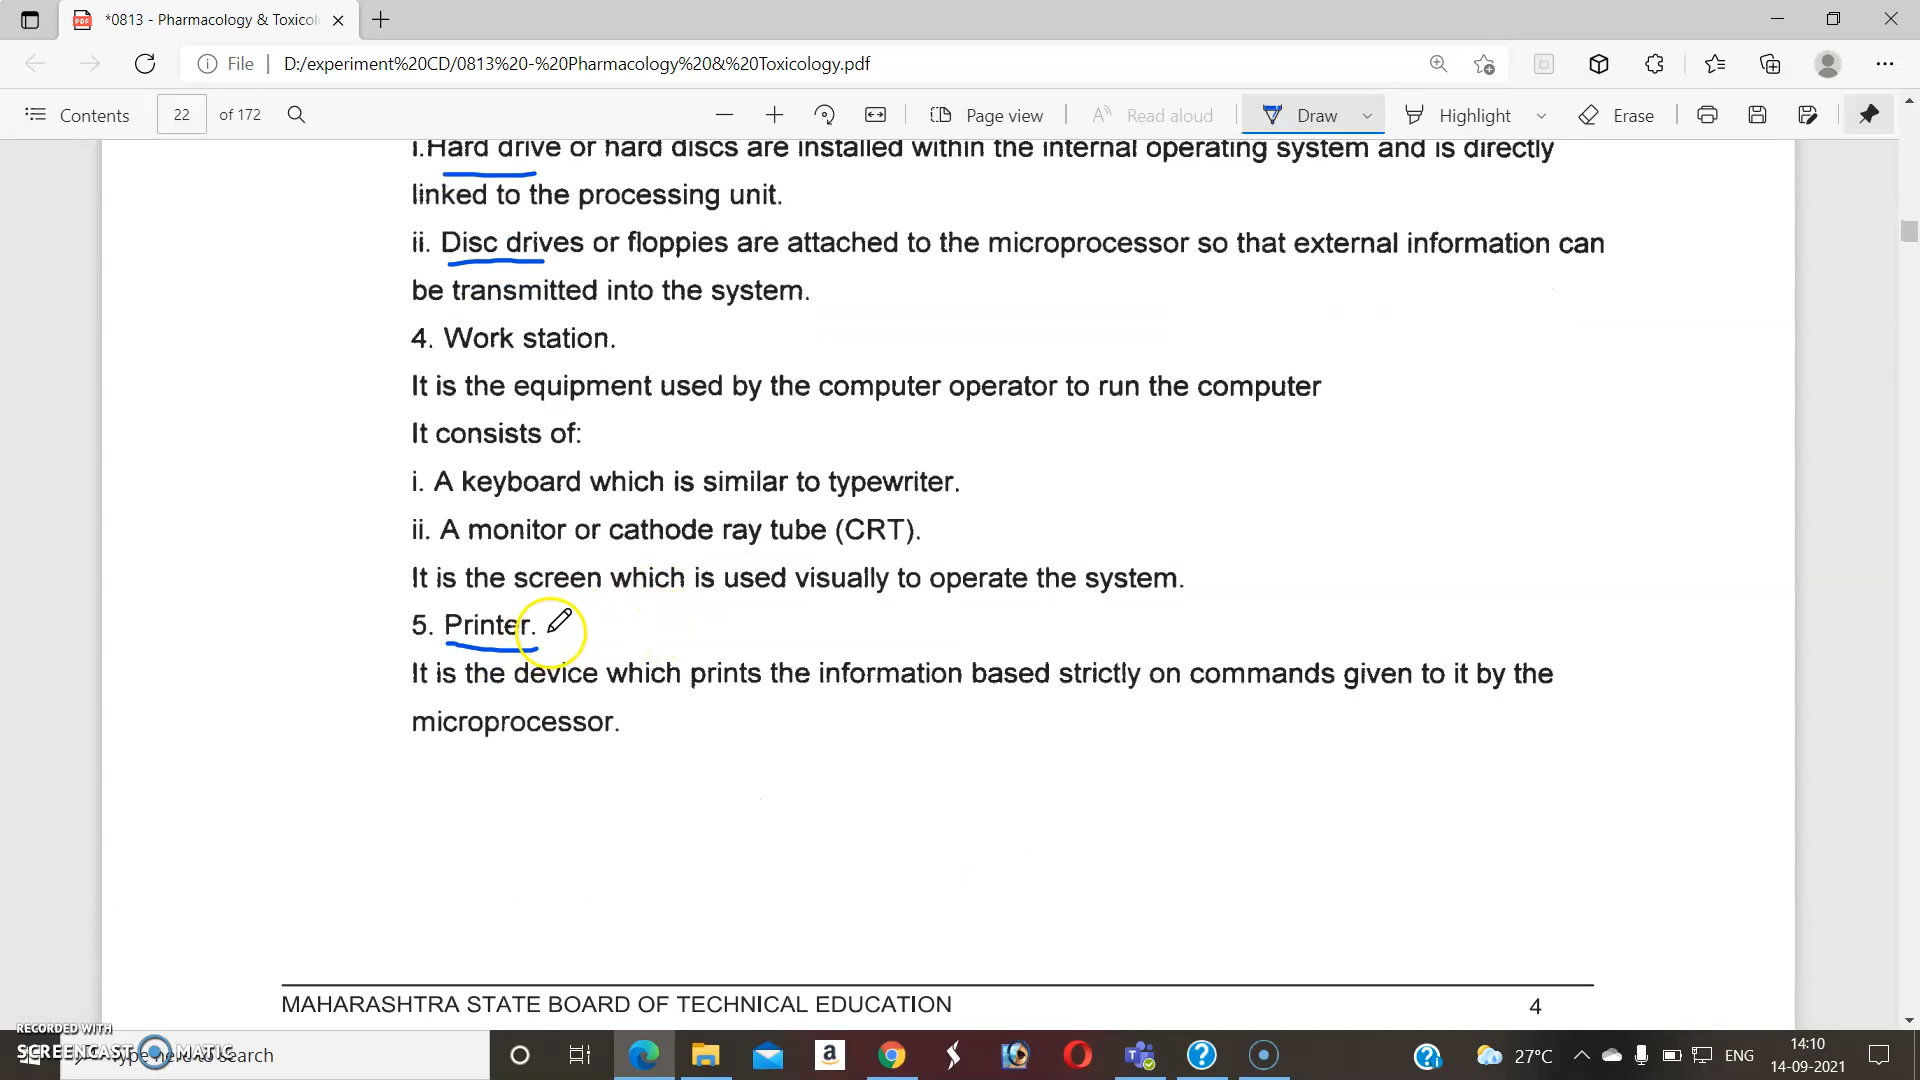 *0813 - Pharmacology & Toxicol
File
D:/experiment%20CD/0813%20-%20Pharmacology%20&%20Toxicology.pdf
Contents
22
of 172
Page view
Read aloud
Draw
Highlight
Erase
i.Hard drive or hard discs are installed within the internal operating system and is directly
linked to the processing unit.
ii. Disc drives or floppies are attached to the microprocessor so that external information can
be transmitted into the system.
4. Work station.
It is the equipment used by the computer operator to run the computer
It consists of:
i. A keyboard which is similar to typewriter.
ii. A monitor or cathode ray tube (CRT).
It is the screen which is used visually to operate the system.
5. Printer.
It is the device which prints the information based strictly on commands given to it by the
microprocessor.
MAHARASHTRA STATE BOARD OF TECHNICAL EDUCATION
4
RECORDED WITH
SCREENCAST MATIC
Type here to search
27°C
ENG
14:10
14-09-2021